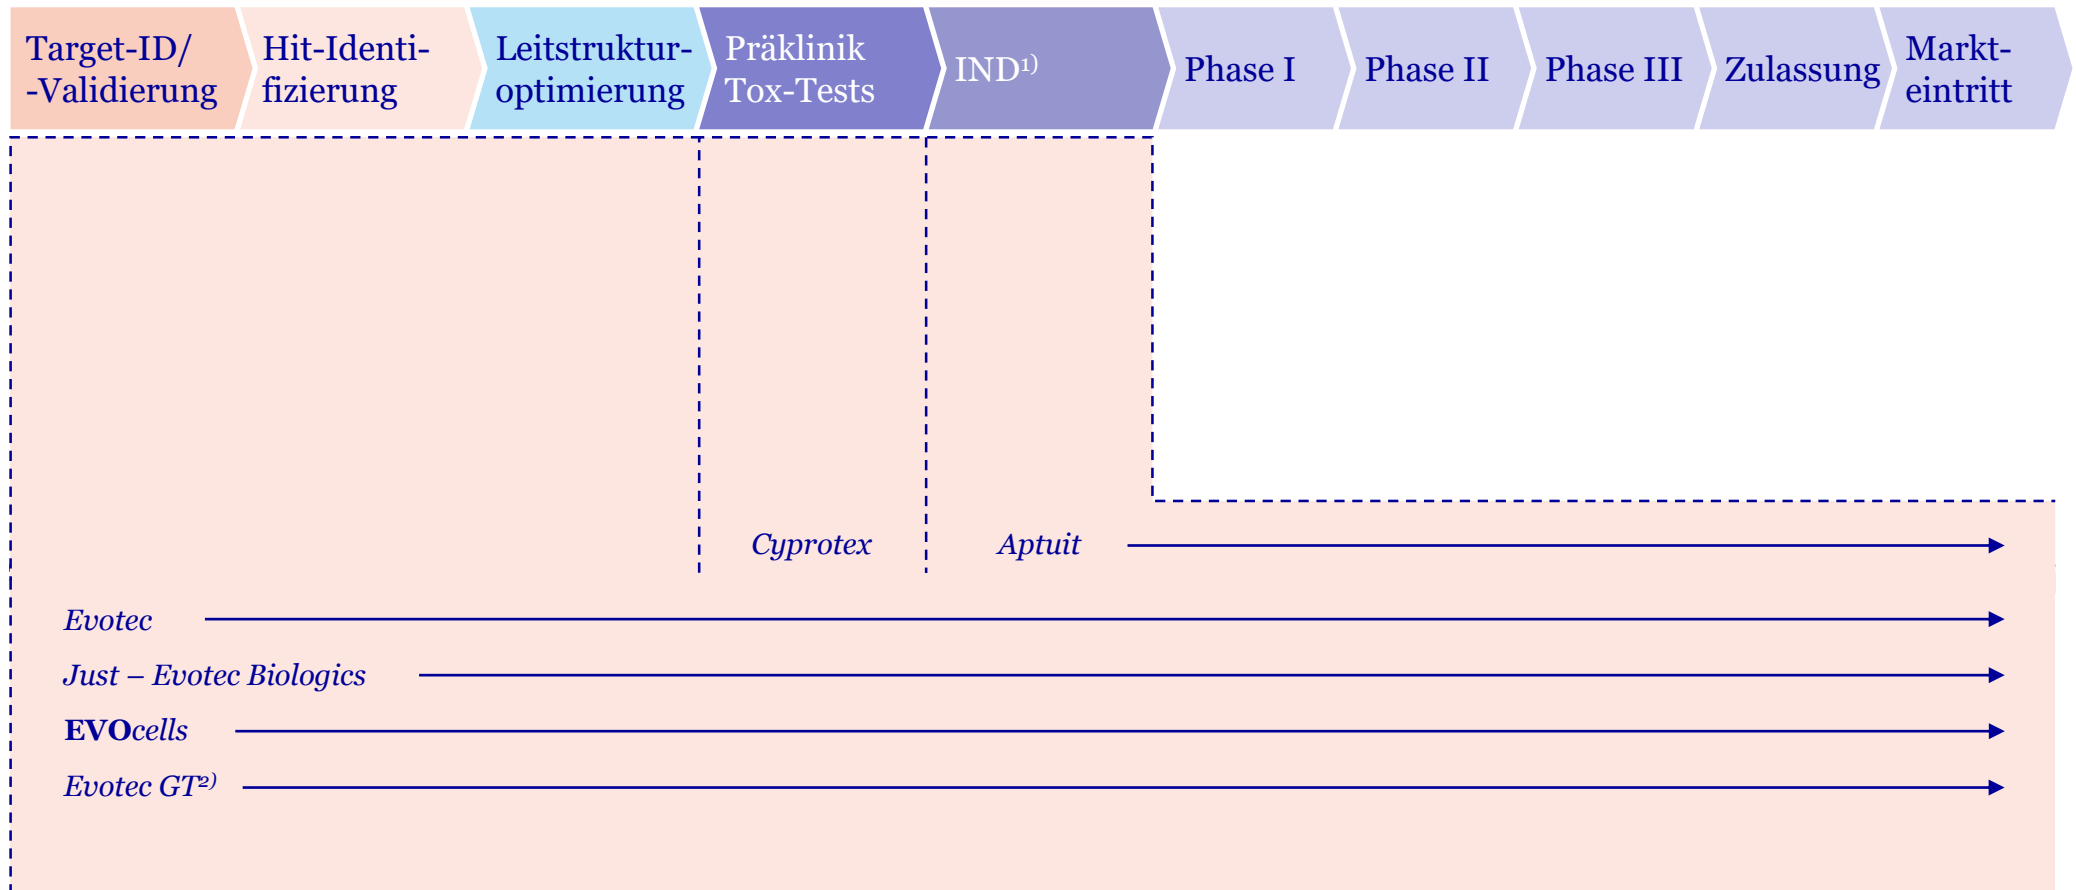 Target-ID/
-Validierung
Hit-Identi-
fizierung
Leitstruktur-
optimierung
Präklinik
Tox-Tests
IND¹⁾
Phase I
Phase II
Phase III
Zulassung
Markt-
eintritt
Cyprotex
Aptuit
Evotec
Just – Evotec Biologics
EVOcells
Evotec GT²⁾